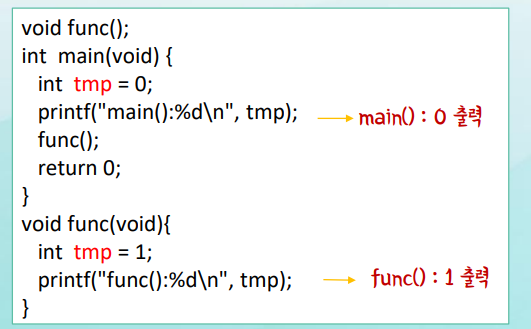 void func();
int main(void) {
int tmp = 0;
printf("main():%d\n", tmp);
main() : 0 출력
func();
return 0;
}
void func(void){
int tmp = 1;
printf("func():%d\n", tmp);
func() : 1 출력
}